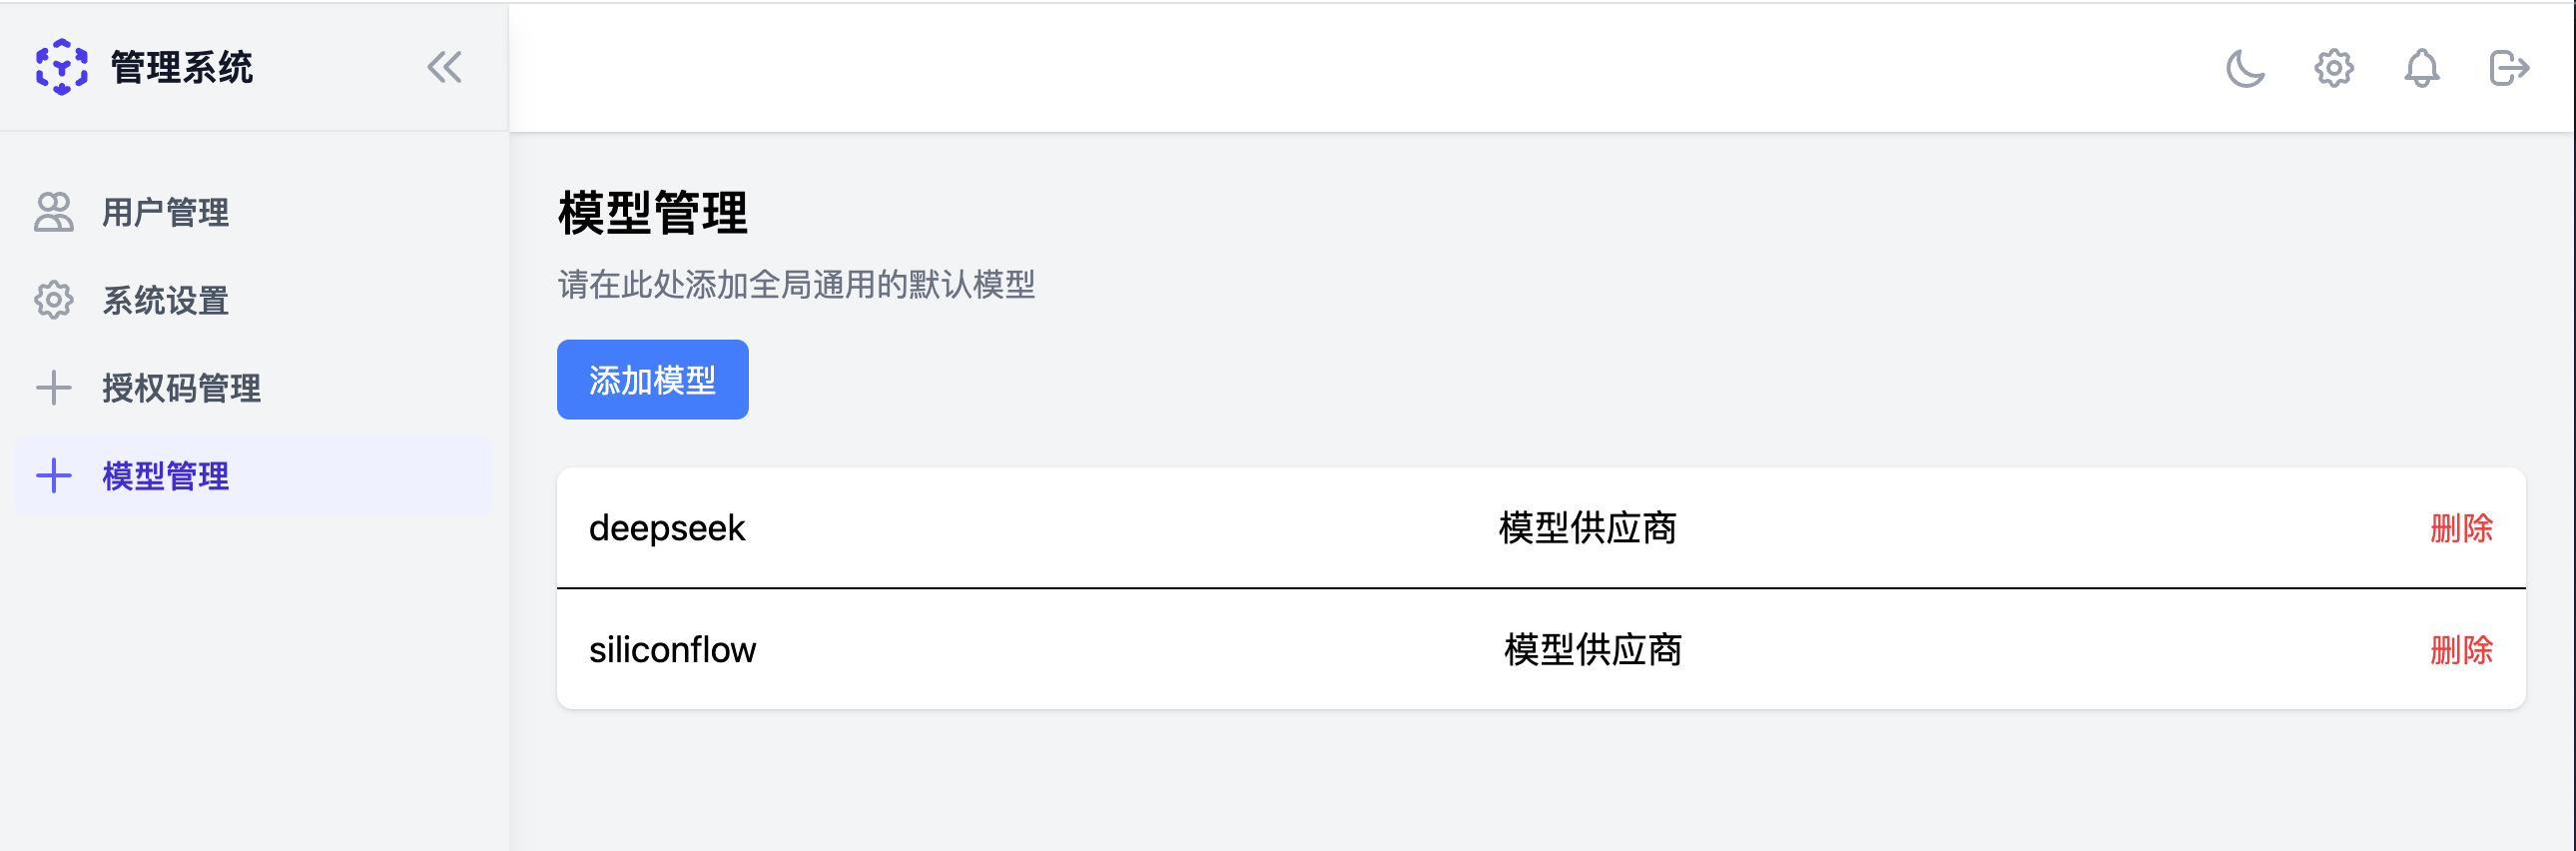 管理系统
用户管理
系统设置
授权码管理
模型管理
模型管理
请在此处添加全局通用的默认模型
添加模型
deepseek 模型供应商 删除
siliconflow 模型供应商 删除